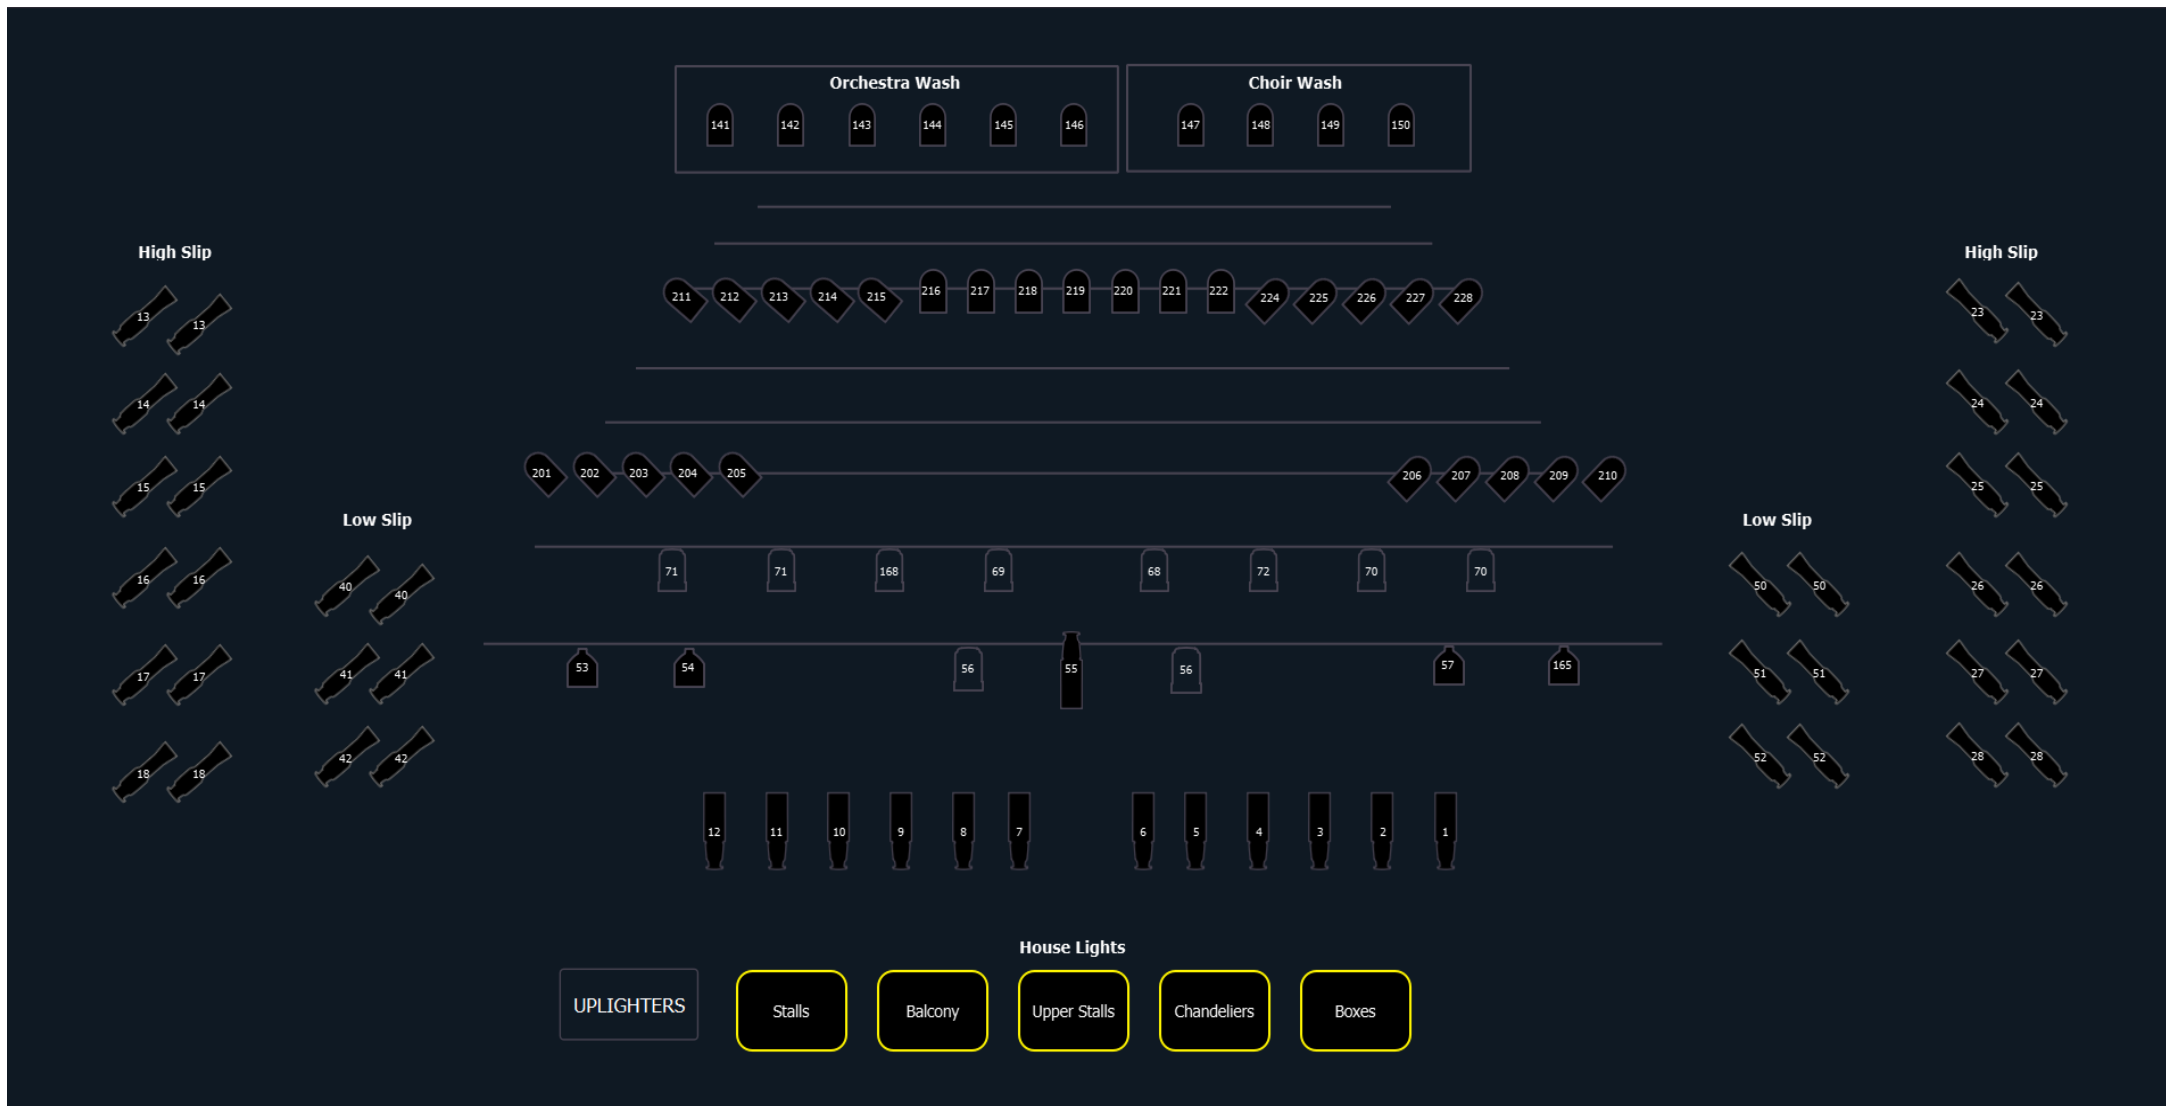 Orchestra Wash
141 142 143 144 145 146
Choir Wash
147 148 149 150
High Slip
13 13
14 14
15 15
16 16
17 17
18 18
Low Slip
40 40
41 41
42 42
211 212 213 214 215 216 217 218 219 220 221 222 224 225 226 227 228
201 202 203 204 205 206 207 208 209 210
71 71 168 69 68 72 70 70
53 54 56 55 56 57 165
12 11 10 9 8 7 6 5 4 3 2 1
Low Slip
50 50
51 51
52 52
High Slip
23 23
24 24
25 25
26 26
27 27
28 28
House Lights
UPLIGHTERS
Stalls
Balcony
Upper Stalls
Chandeliers
Boxes